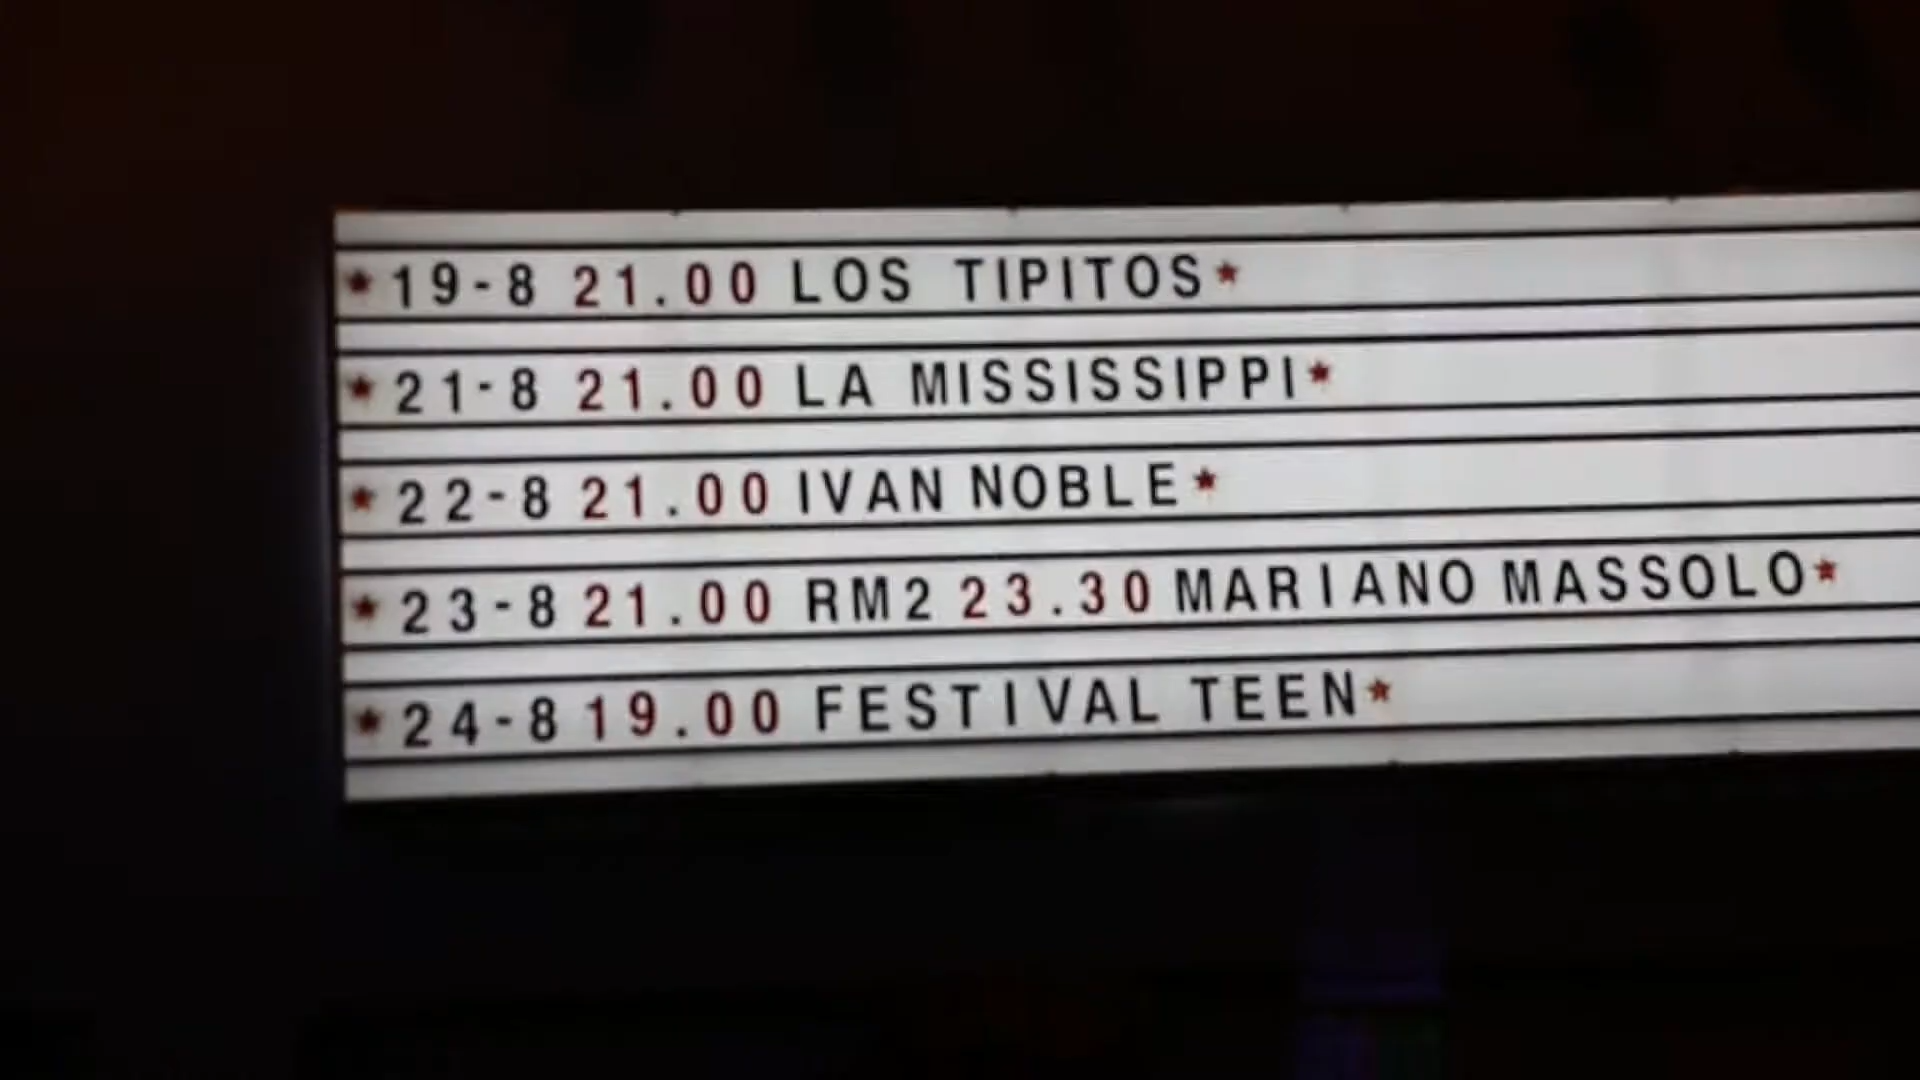 ★ 19-8 21.00 LOS TIPITOS ★
★ 21-8 21.00 LA MISSISSIPPI ★
★ 22-8 21.00 IVAN NOBLE ★
★ 23-8 21.00 RM2 23.30 MARIANO MASSOLO ★
★ 24-8 19.00 FESTIVAL TEEN ★